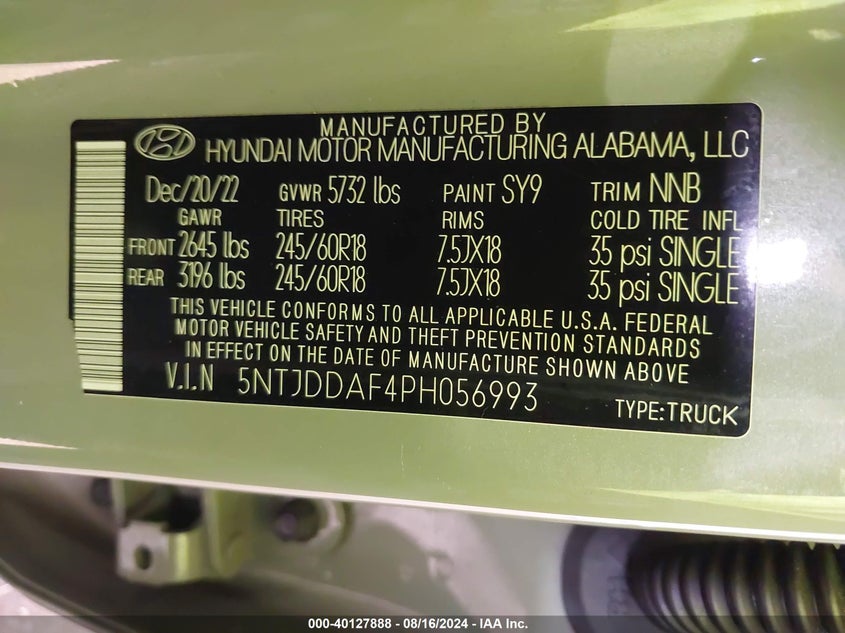 MANUFACTURED BY
HYUNDAI MOTOR MANUFACTURING ALABAMA, LLC
Dec/20/22 GVWR 5732 lbs PAINT SY9 TRIM NNB
GAWR TIRES RIMS COLD TIRE INFL
FRONT 2645 lbs 245/60R18 7.5JX18 35 psi SINGLE
REAR 3196 lbs 245/60R18 7.5JX18 35 psi SINGLE
THIS VEHICLE CONFORMS TO ALL APPLICABLE U.S.A. FEDERAL
MOTOR VEHICLE SAFETY AND THEFT PREVENTION STANDARDS
IN EFFECT ON THE DATE OF MANUFACTURE SHOWN ABOVE
V.I.N 5NTJDDAF4PH056993
TYPE:TRUCK
000-40127888 - 08/16/2024 - IAA Inc.